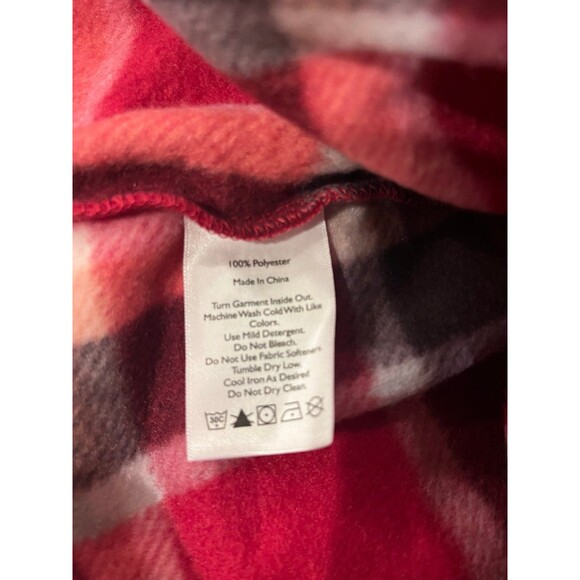 100% Polyester
Made In China
Turn Garment Inside Out.
Machine Wash Cold With Like
Colors.
Use Mild Detergent.
Do Not Bleach.
Do Not Use Fabric Softener.
Tumble Dry Low.
Cool Iron As Desired
Do Not Dry Clean.
30C